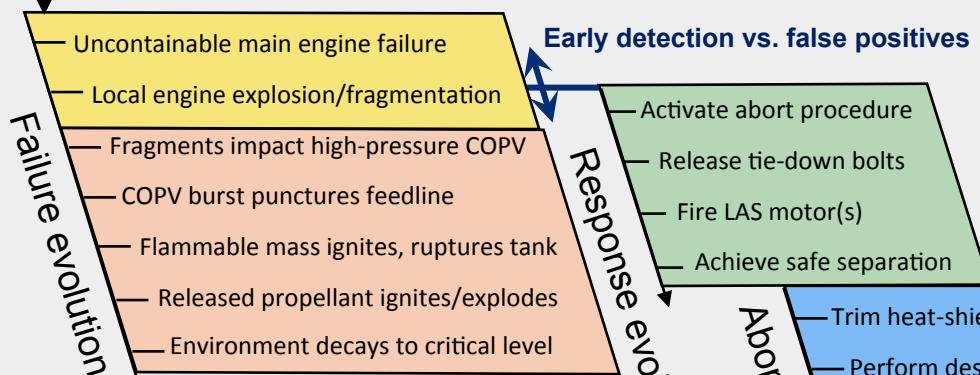 Early detection vs. false positives
Uncontainable main engine failure
Local engine explosion/fragmentation
Fragments impact high-pressure COPV
COPV burst punctures feedline
Flammable mass ignites, ruptures tank
Released propellant ignites/explodes
Environment decays to critical level
Failure evolution
Activate abort procedure
Release tie-down bolts
Fire LAS motor(s)
Achieve safe separation
Response
Trim
Perform